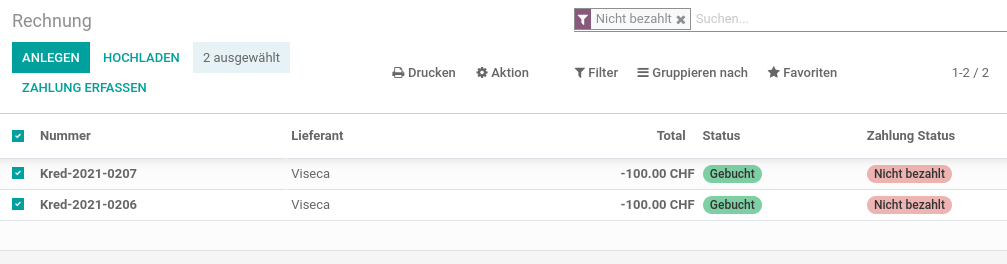 Rechnung
Nicht bezahlt Suchen...
ANLEGEN HOCHLADEN 2 ausgewählt
Drucken Aktion Filter Gruppieren nach Favoriten 1-2 / 2
ZAHLUNG ERFASSEN
Nummer Lieferant Total Status Zahlung Status
Kred-2021-0207 Viseca -100.00 CHF Gebucht Nicht bezahlt
Kred-2021-0206 Viseca -100.00 CHF Gebucht Nicht bezahlt